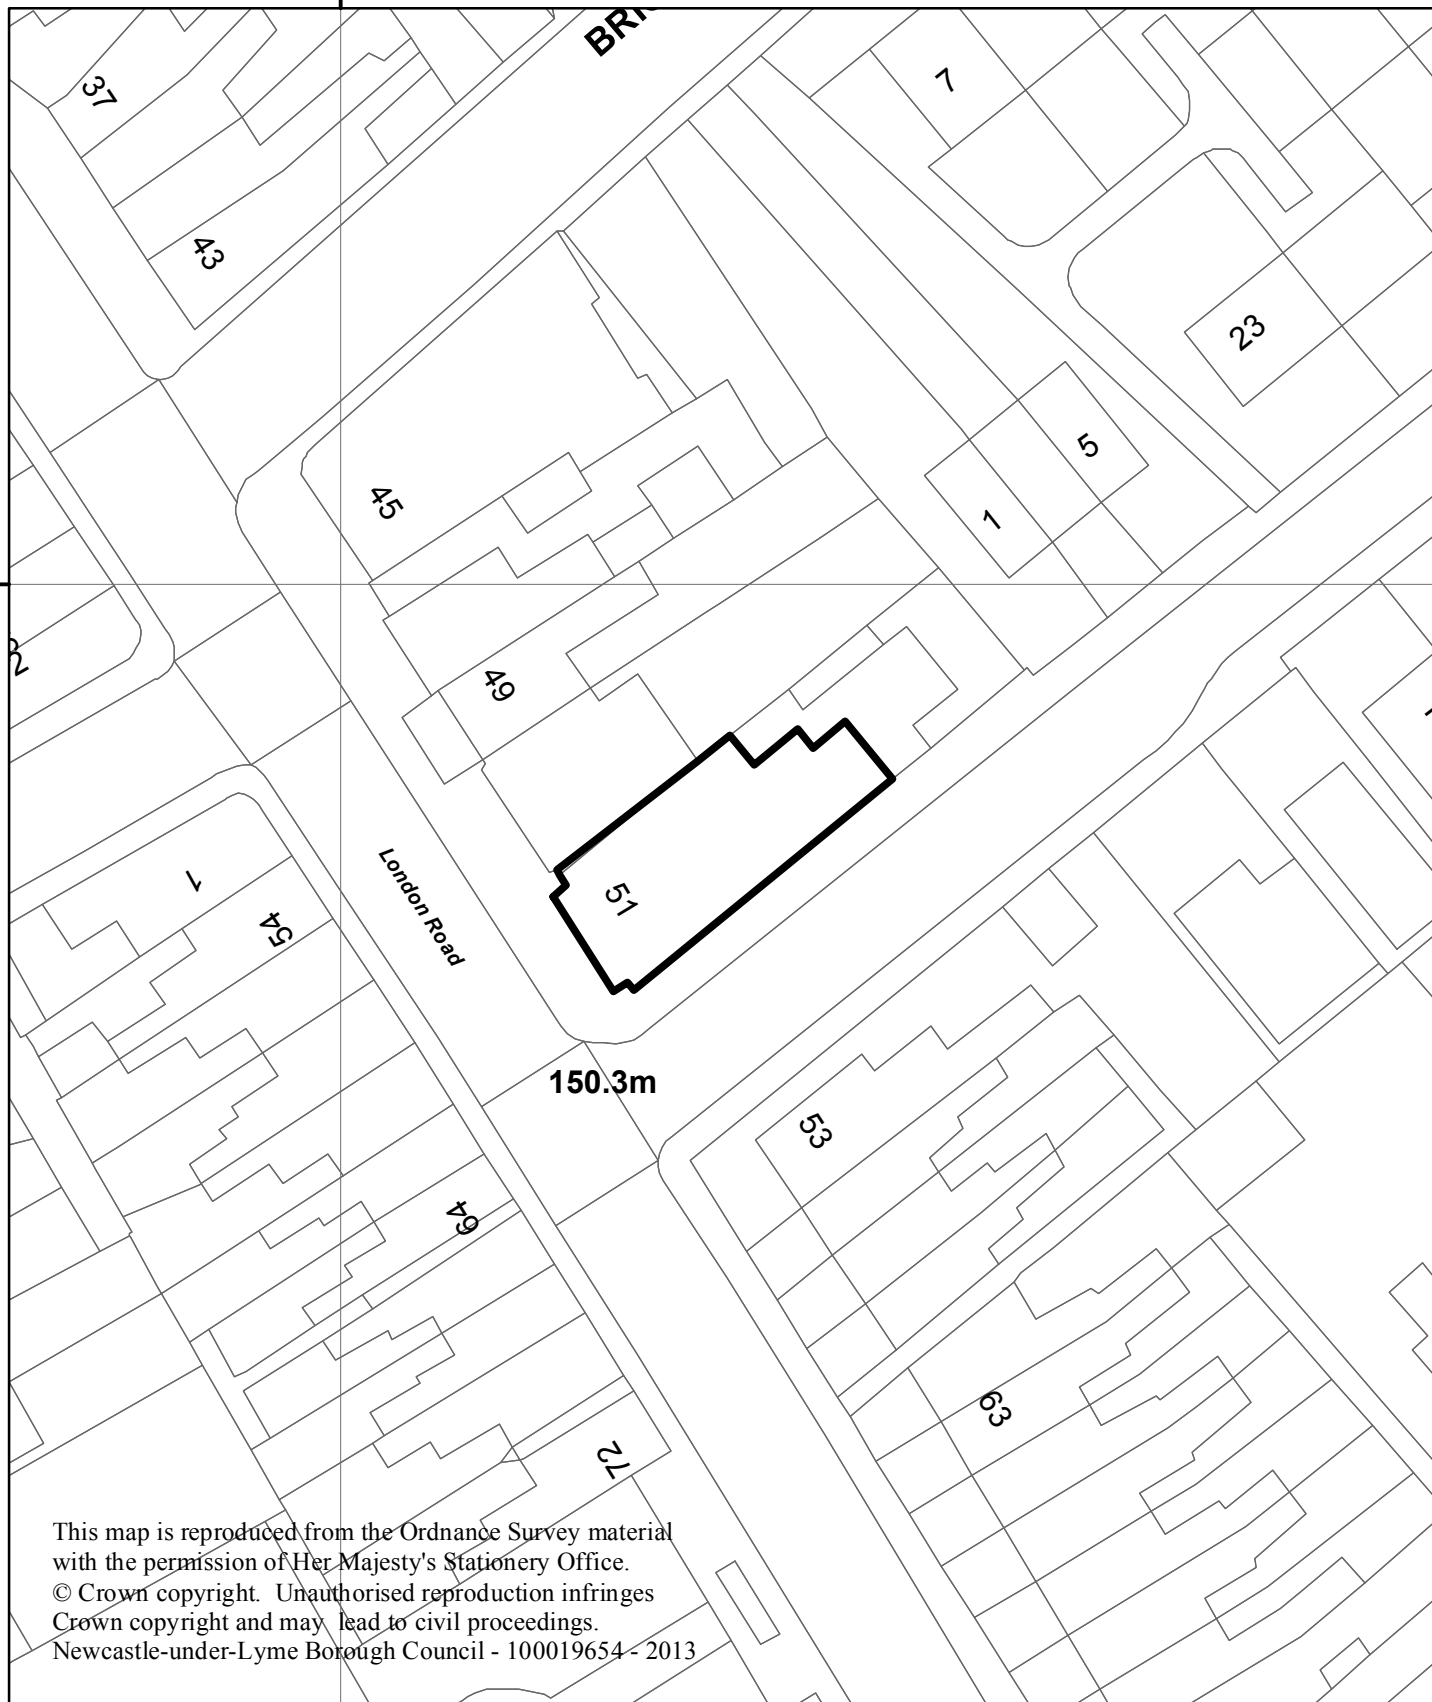 37
7
43
23
45
5
1
49
51
1
54
London Road
150.3m
53
64
63
72
This map is reproduced from the Ordnance Survey material
with the permission of Her Majesty's Stationery Office.
© Crown copyright. Unauthorised reproduction infringes
Crown copyright and may lead to civil proceedings.
Newcastle-under-Lyme Borough Council - 100019654 - 2013